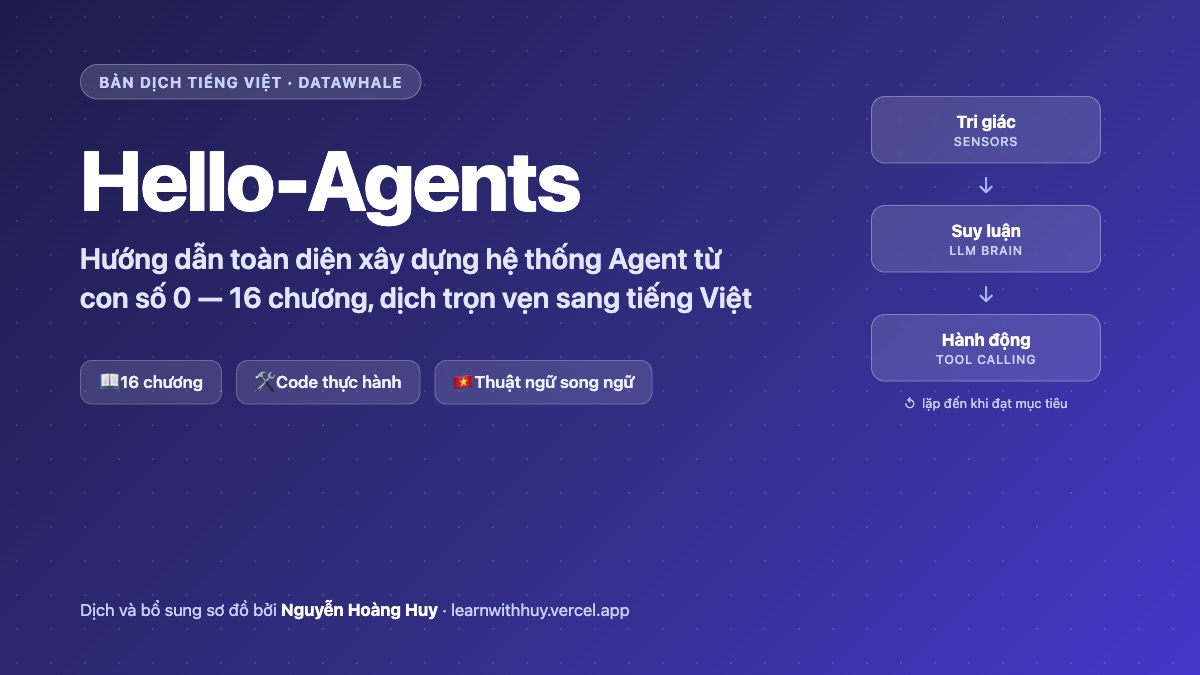 BẢN DỊCH TIẾNG VIỆT · DATAWHALE
Hello-Agents
Hướng dẫn toàn diện xây dựng hệ thống Agent từ
con số 0 — 16 chương, dịch trọn vẹn sang tiếng Việt
📖16 chương
🛠️Code thực hành
🇻🇳Thuật ngữ song ngữ
Tri giác
SENSORS
↓
Suy luận
LLM BRAIN
↓
Hành động
TOOL CALLING
↺ lặp đến khi đạt mục tiêu
Dịch và bổ sung sơ đồ bởi Nguyễn Hoàng Huy · learnwithhuy.vercel.app